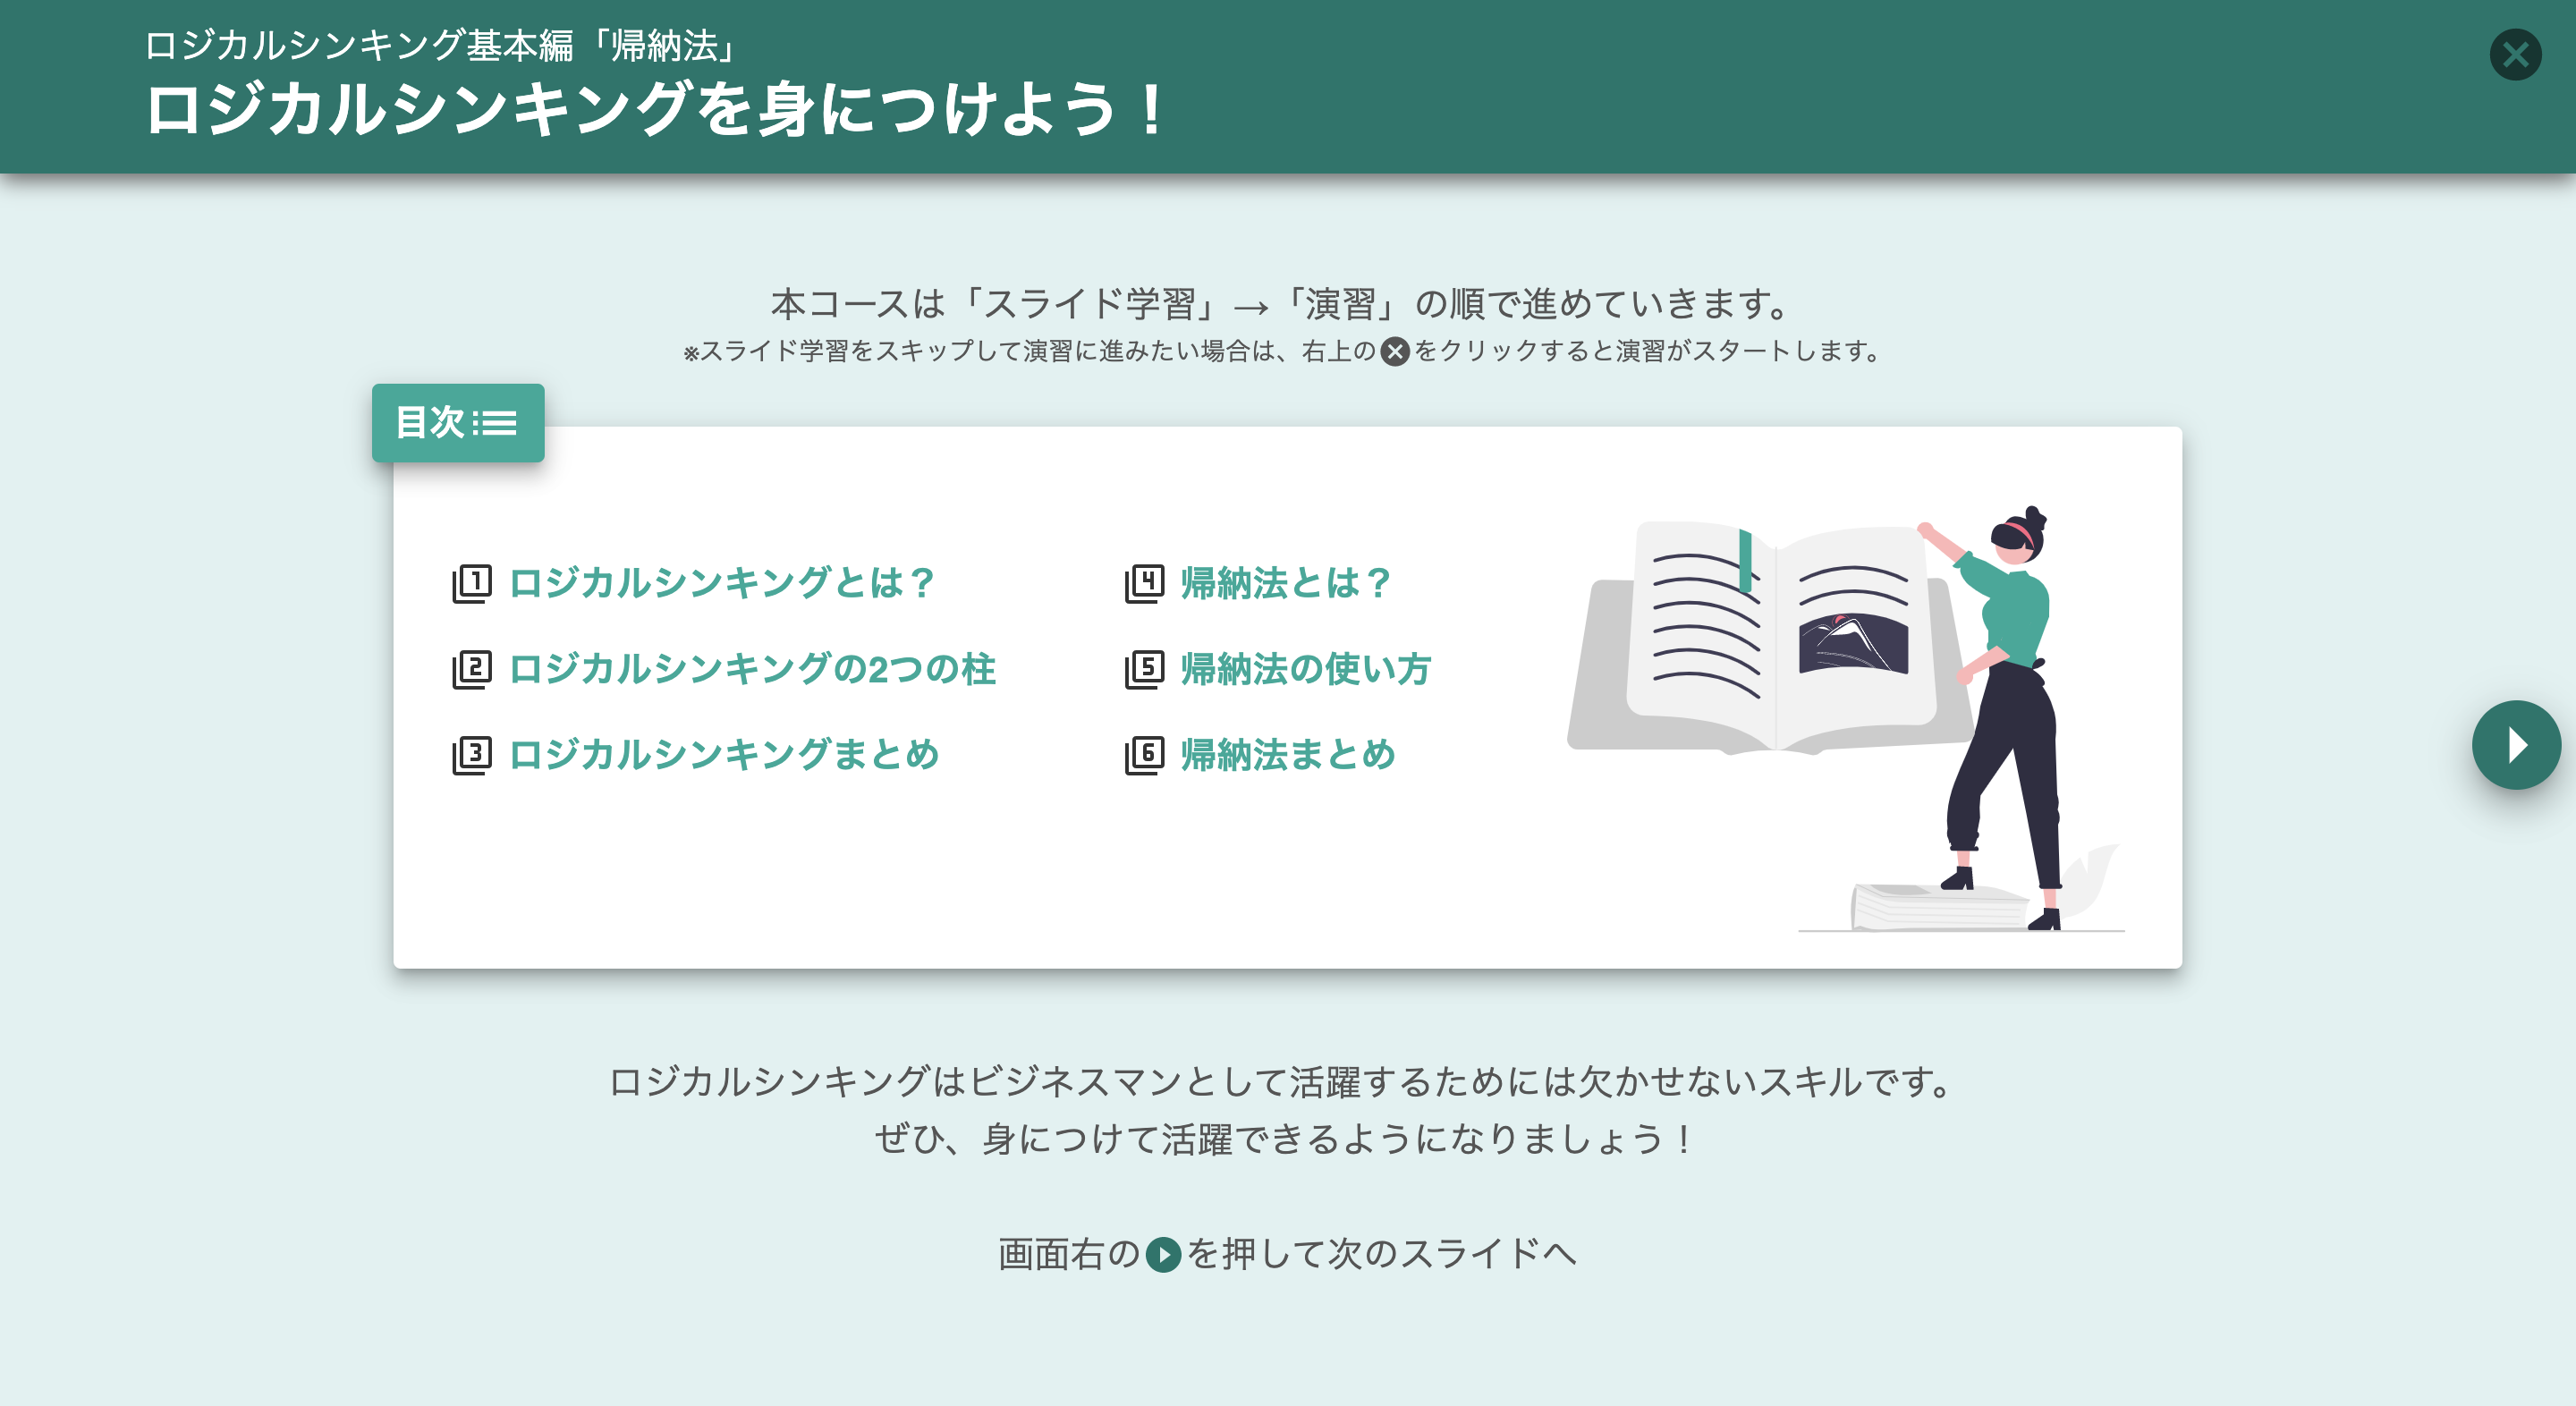 ロジカルシンキング基本編「帰納法」
ロジカルシンキングを身につけよう！
本コースは「スライド学習」→「演習」の順で進めていきます。
※スライド学習をスキップして演習に進みたい場合は、右上の をクリックすると演習がスタートします。
目次
1 ロジカルシンキングとは？
2 ロジカルシンキングの2つの柱
3 ロジカルシンキングまとめ
4 帰納法とは？
5 帰納法の使い方
6 帰納法まとめ
ロジカルシンキングはビジネスマンとして活躍するためには欠かせないスキルです。
ぜひ、身につけて活躍できるようになりましょう！
画面右の を押して次のスライドへ